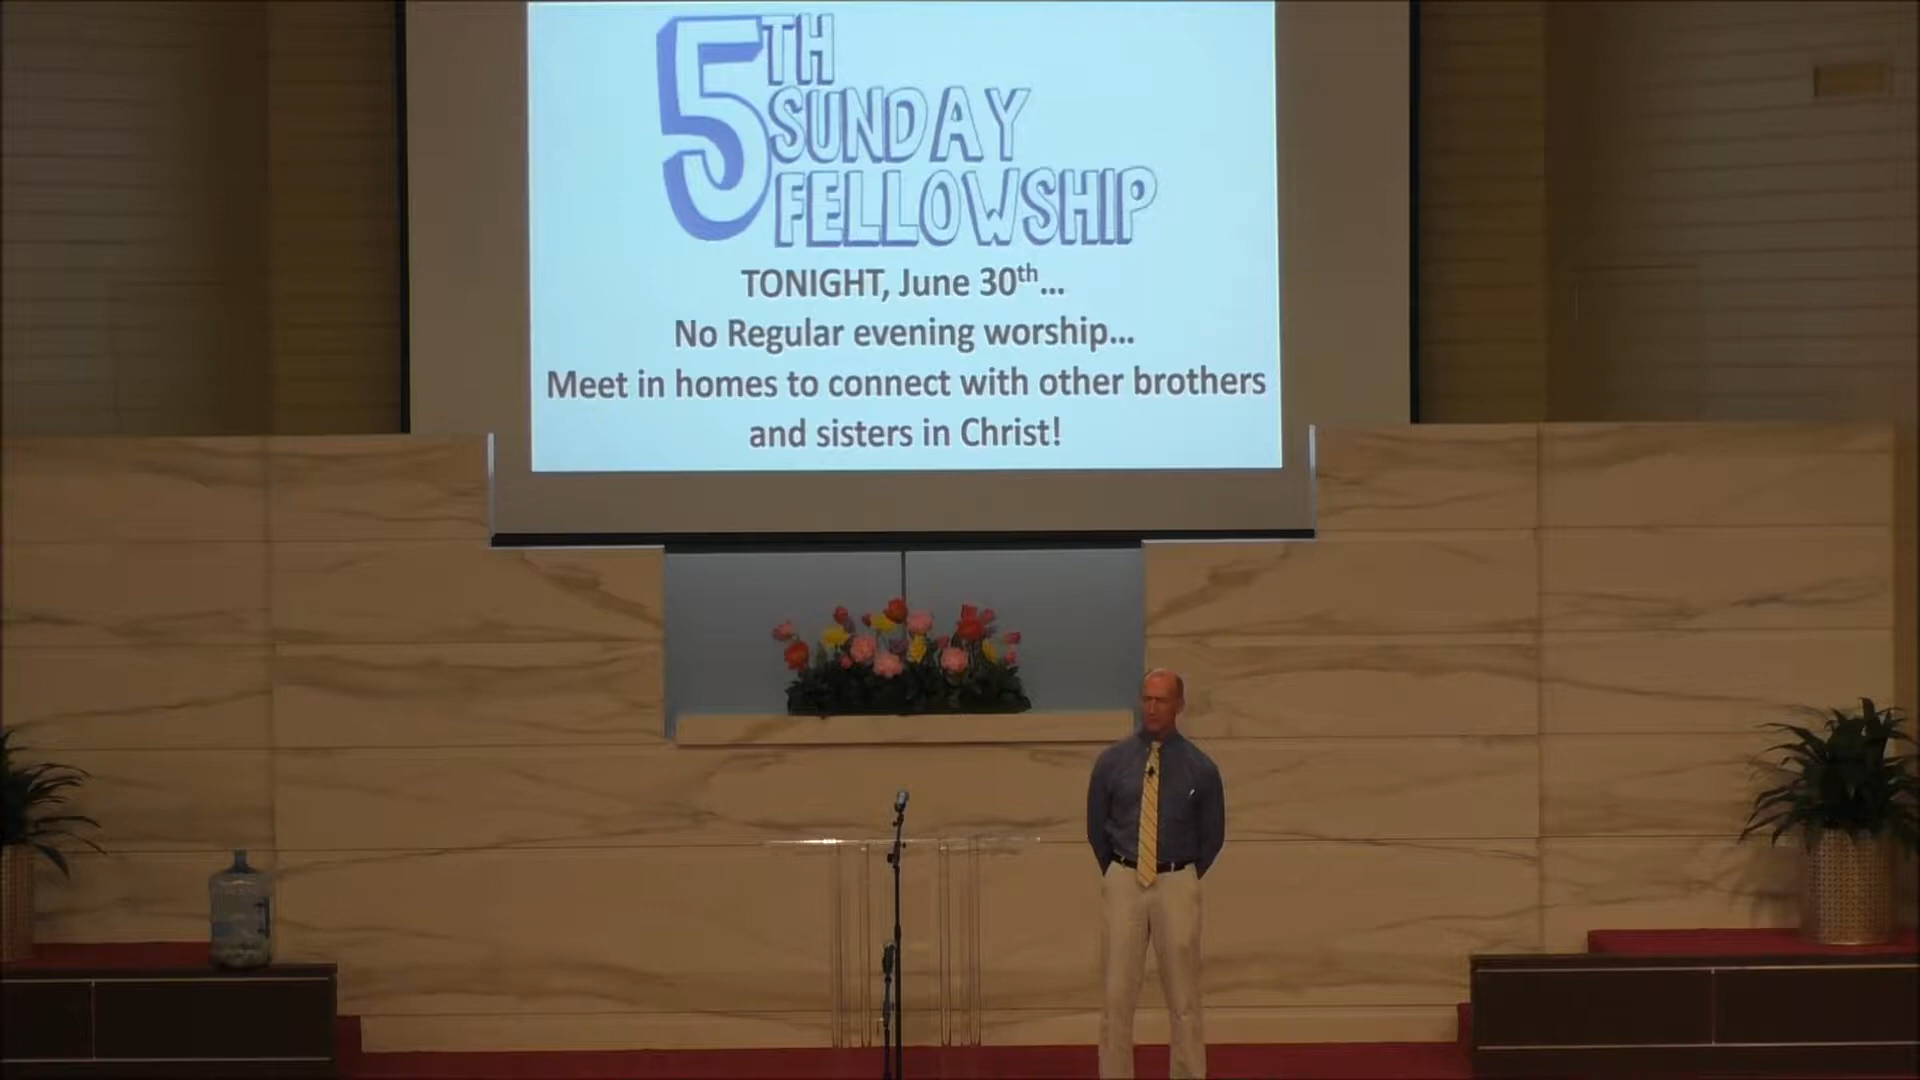 5TH
SUNDAY
FELLOWSHIP
TONIGHT, June 30th...
No Regular evening worship...
Meet in homes to connect with other brothers
and sisters in Christ!